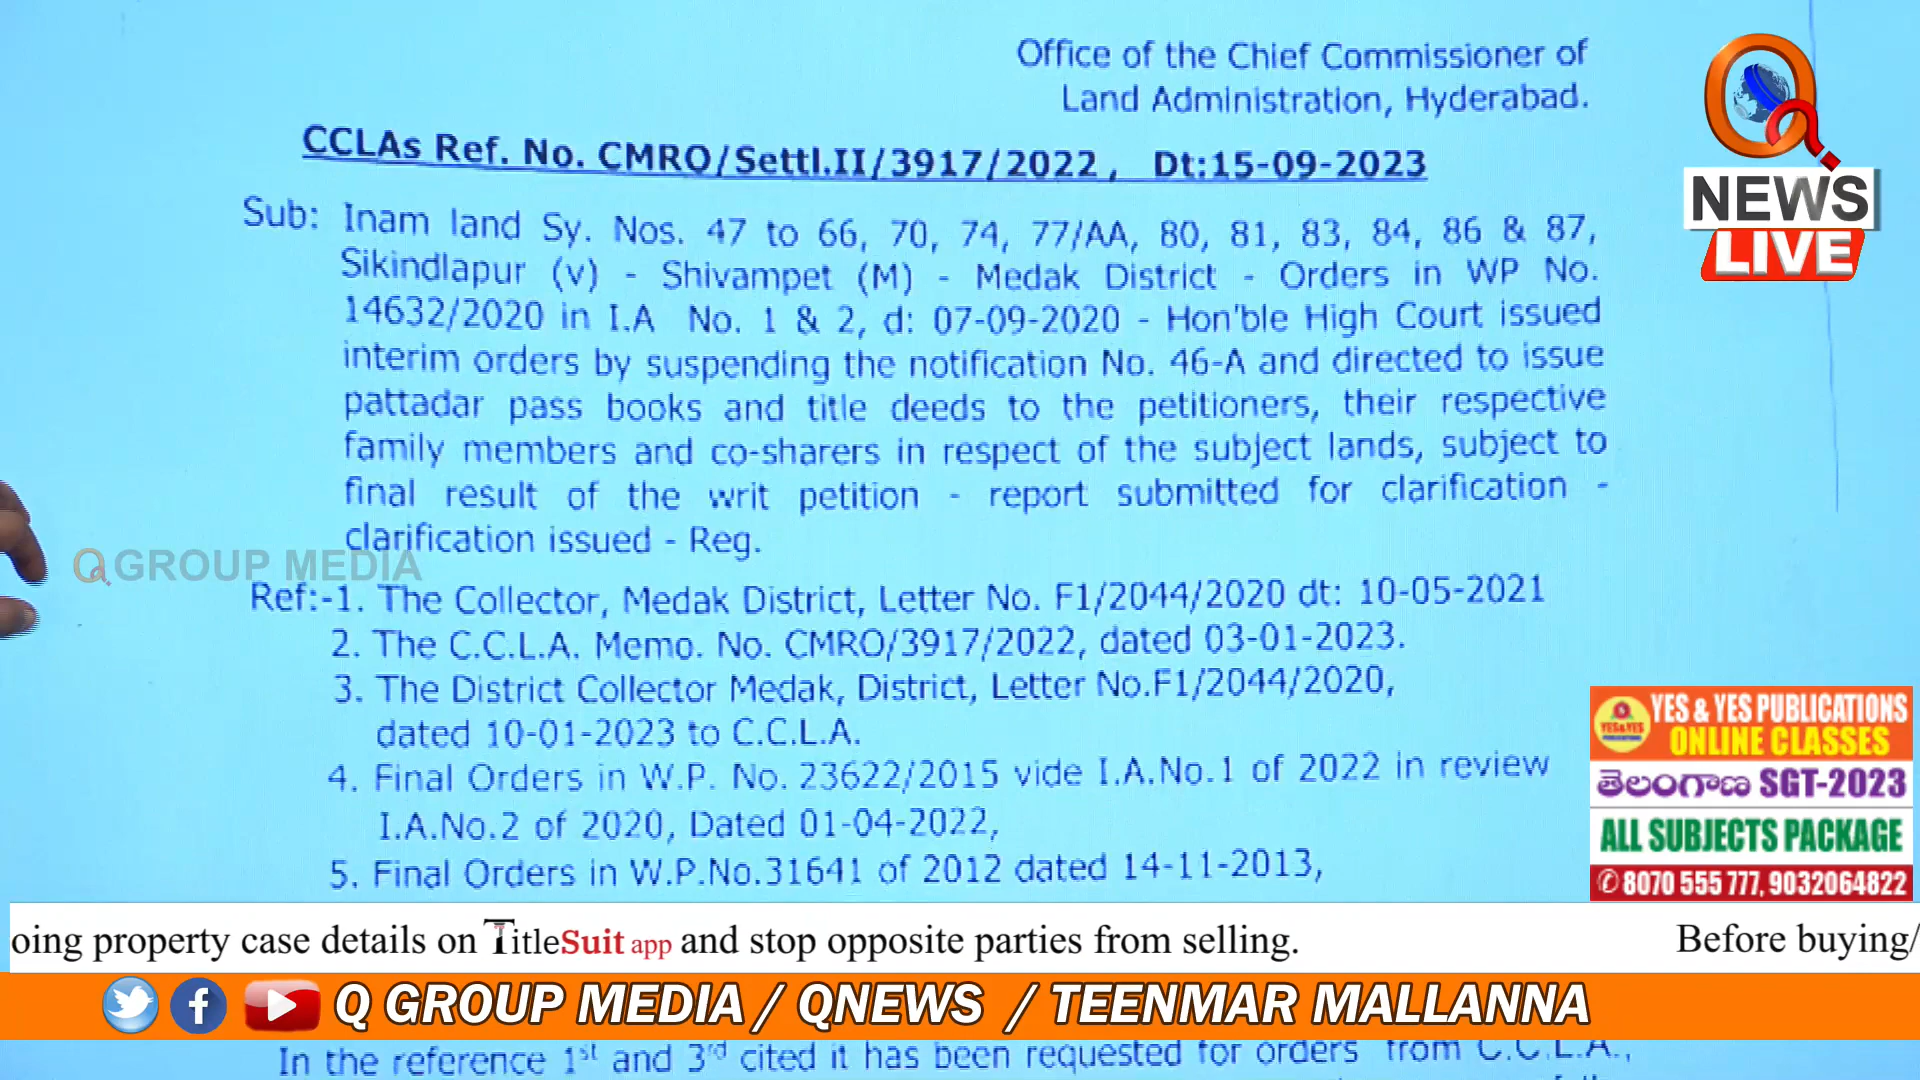 Office of the Chief Commissioner of
Land Administration, Hyderabad.
CCLAs Ref. No. CMRO/Settl.II/3917/2022, Dt:15-09-2023
Sub: Inam land Sy. Nos. 47 to 66, 70, 74, 77/AA, 80, 81, 83, 84, 86 & 87,
Sikindlapur (v) - Shivampet (M) - Medak District - Orders in WP No.
14632/2020 in I.A No. 1 & 2, d: 07-09-2020 - Hon'ble High Court issued
interim orders by suspending the notification No. 46-A and directed to issue
pattadar pass books and title deeds to the petitioners, their respective
family members and co-sharers in respect of the subject lands, subject to
final result of the writ petition - report submitted for clarification -
clarification issued - Reg.
Ref:-1. The Collector, Medak District, Letter No. F1/2044/2020 dt: 10-05-2021
2. The C.C.L.A. Memo. No. CMRO/3917/2022, dated 03-01-2023.
3. The District Collector Medak, District, Letter No.F1/2044/2020,
dated 10-01-2023 to C.C.L.A.
4. Final Orders in W.P. No. 23622/2015 vide I.A.No.1 of 2022 in review
I.A.No.2 of 2020, Dated 01-04-2022,
5. Final Orders in W.P.No.31641 of 2012 dated 14-11-2013,
In the reference 1st and 3rd cited it has been requested for orders from C.C.L.A.,
Q
NEWS
LIVE
Q GROUP MEDIA
YES & YES PUBLICATIONS
ONLINE CLASSES
YES&YES
తెలంగాణ SGT-2023
ALL SUBJECTS PACKAGE
✆ 8070 555 777, 9032064822
oing property case details on TitleSuit app and stop opposite parties from selling. Before buying/
Q GROUP MEDIA / QNEWS / TEENMAR MALLANNA